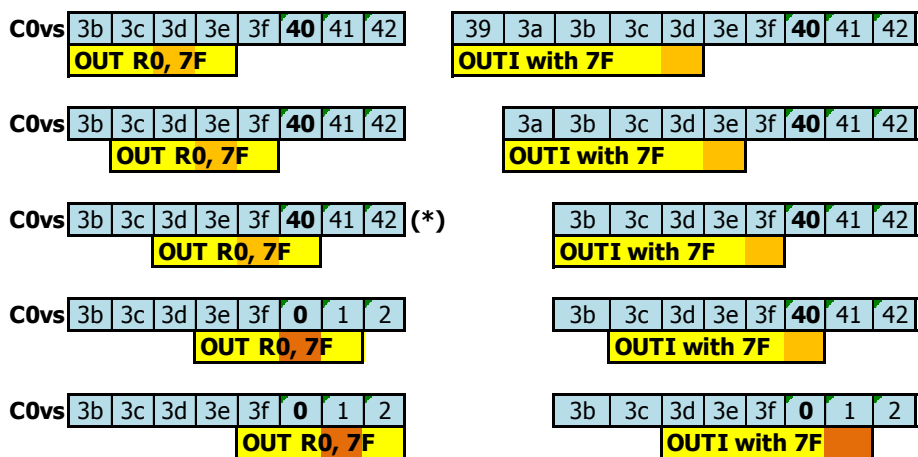 C0vs 3b 3c 3d 3e 3f 40 41 42 39 3a 3b 3c 3d 3e 3f 40 41 42
OUT R0, 7F OUTI with 7F
C0vs 3b 3c 3d 3e 3f 40 41 42 3a 3b 3c 3d 3e 3f 40 41 42
OUT R0, 7F OUTI with 7F
C0vs 3b 3c 3d 3e 3f 40 41 42 (*) 3b 3c 3d 3e 3f 40 41 42
OUT R0, 7F OUTI with 7F
C0vs 3b 3c 3d 3e 3f 0 1 2 3b 3c 3d 3e 3f 40 41 42
OUT R0, 7F OUTI with 7F
C0vs 3b 3c 3d 3e 3f 0 1 2 3b 3c 3d 3e 3f 0 1 2
OUT R0, 7F OUTI with 7F